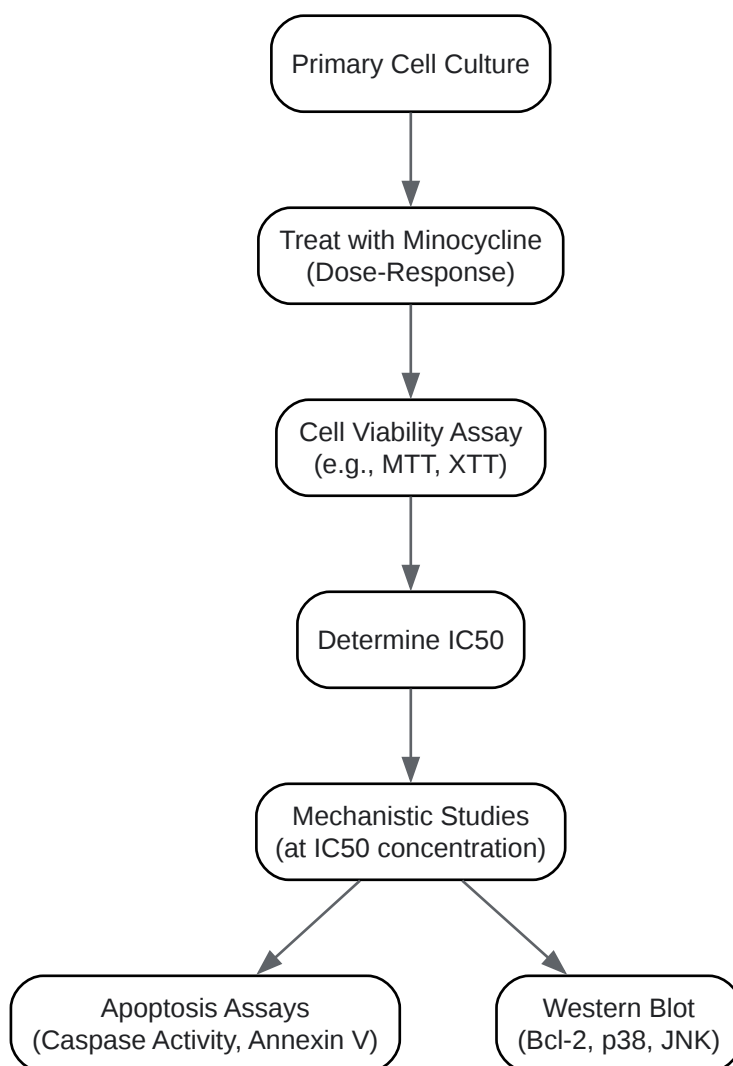 Primary Cell Culture
Treat with Minocycline
(Dose-Response)
Cell Viability Assay
(e.g., MTT, XTT)
Determine IC50
Mechanistic Studies
(at IC50 concentration)
Apoptosis Assays
(Caspase Activity, Annexin V)
Western Blot
(Bcl-2, p38, JNK)